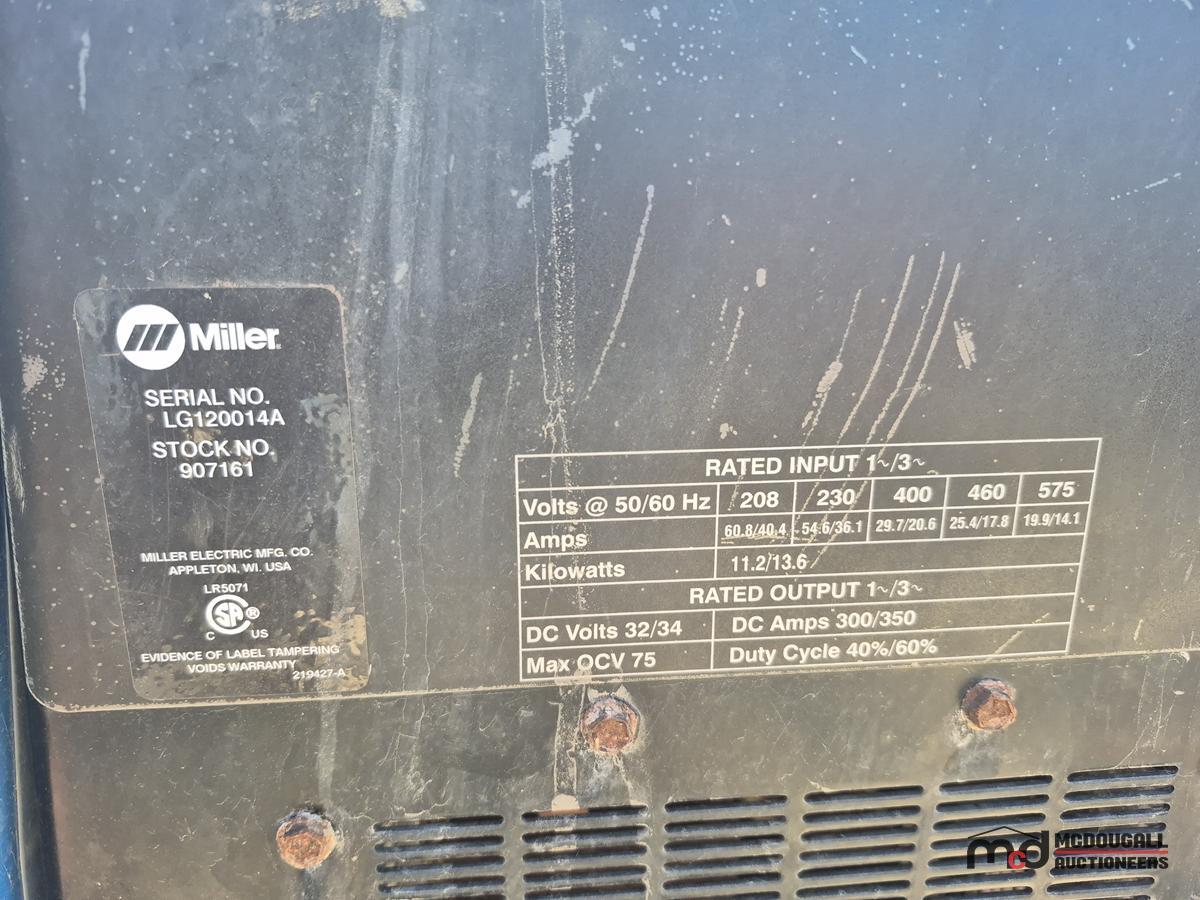 Miller
SERIAL NO.
LG120014A
STOCK NO.
907161
MILLER ELECTRIC MFG. CO.
APPLETON, WI. USA
LR5071
SA ®
C US
EVIDENCE OF LABEL TAMPERING
VOIDS WARRANTY
219427-A
RATED INPUT 1~/3~
Volts @ 50/60 Hz 208 230 400 460 575
Amps 60.8/40.4 54.6/36.1 29.7/20.6 25.4/17.8 19.9/14.1
Kilowatts 11.2/13.6
RATED OUTPUT 1~/3~
DC Volts 32/34 DC Amps 300/350
Max OCV 75 Duty Cycle 40%/60%
mcd MCDOUGALL
AUCTIONEERS